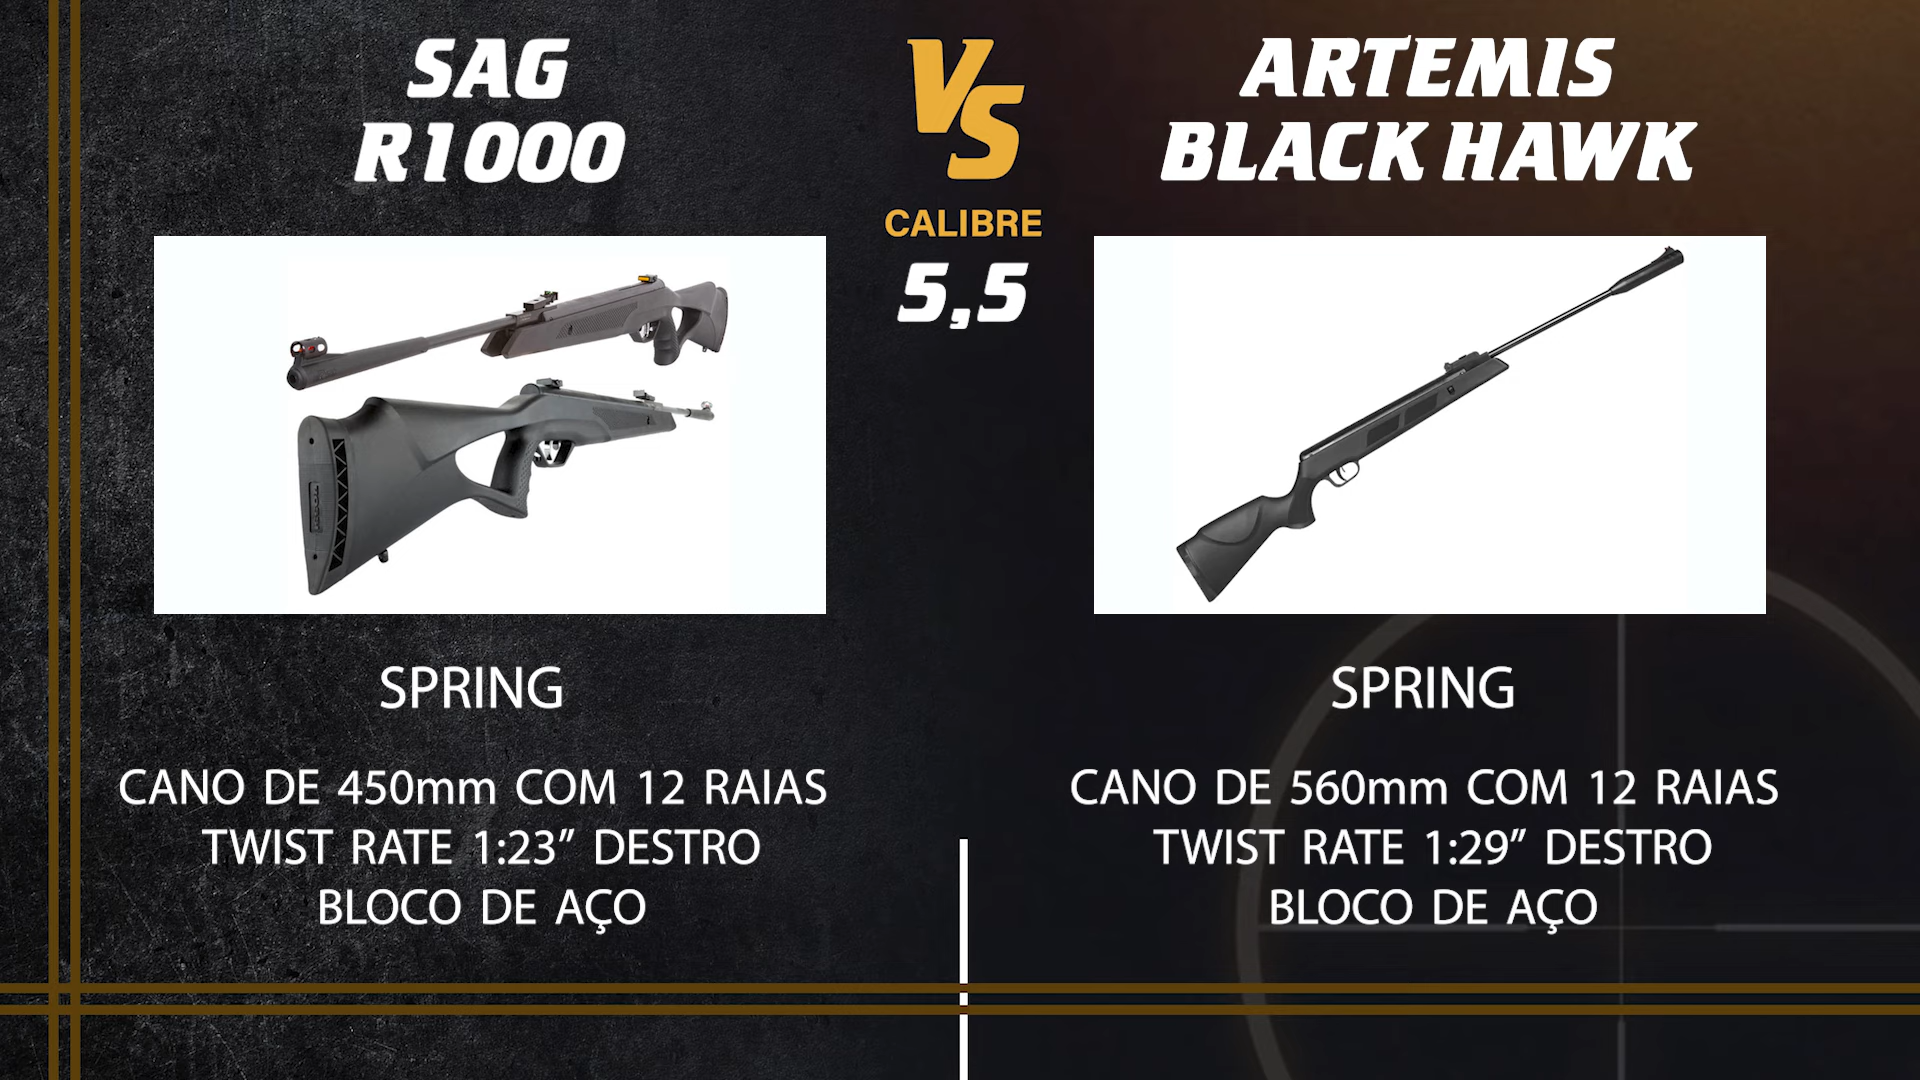 SAG
R1000
VS
CALIBRE
5,5
ARTEMIS
BLACK HAWK
SPRING
CANO DE 450mm COM 12 RAIAS
TWIST RATE 1:23” DESTRO
BLOCO DE AÇO
SPRING
CANO DE 560mm COM 12 RAIAS
TWIST RATE 1:29” DESTRO
BLOCO DE AÇO